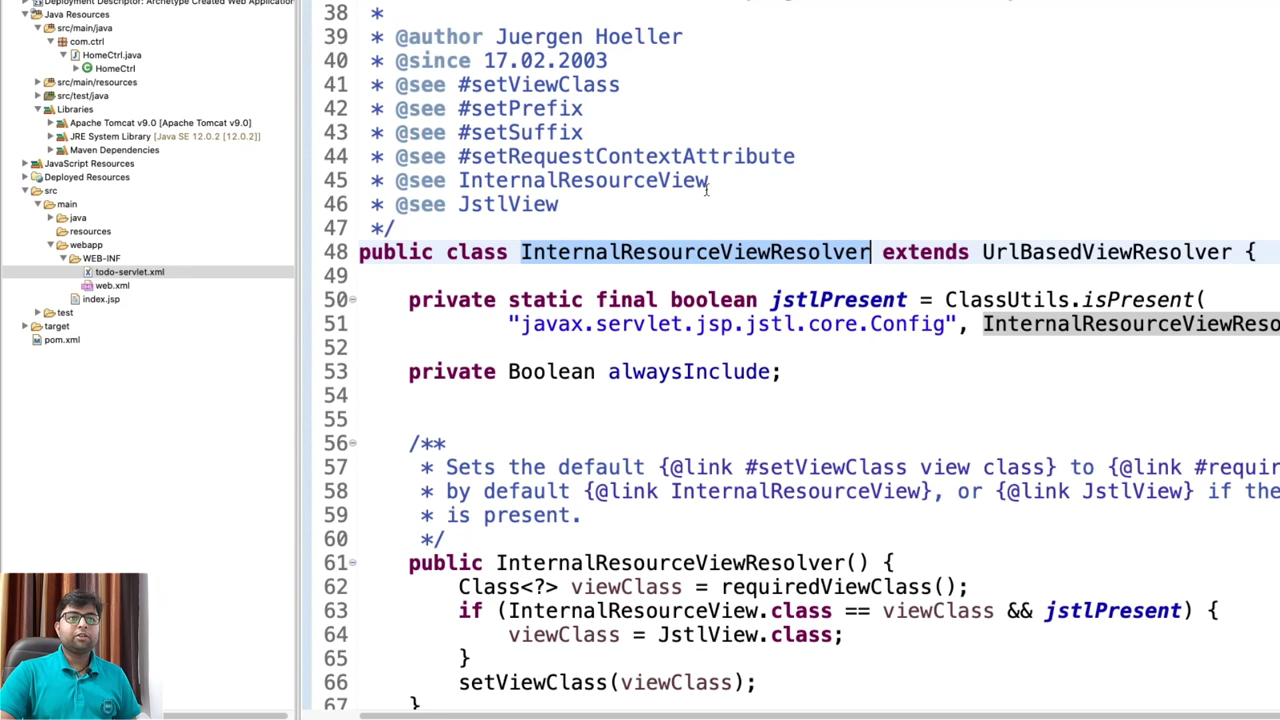 Deployment Descriptor: Archetype Created Web Application
Java Resources
src/main/java
com.ctrl
HomeCtrl.java
HomeCtrl
src/main/resources
src/test/java
Libraries
Apache Tomcat v9.0 [Apache Tomcat v9.0]
JRE System Library [Java SE 12.0.2 [12.0.2]]
Maven Dependencies
JavaScript Resources
Deployed Resources
src
main
java
resources
webapp
WEB-INF
todo-servlet.xml
web.xml
index.jsp
test
target
pom.xml
38 *
39 * @author Juergen Hoeller
40 * @since 17.02.2003
41 * @see #setViewClass
42 * @see #setPrefix
43 * @see #setSuffix
44 * @see #setRequestContextAttribute
45 * @see InternalResourceView
46 * @see JstlView
47 */
48 public class InternalResourceViewResolver extends UrlBasedViewResolver {
49
50 private static final boolean jstlPresent = ClassUtils.isPresent(
51 "javax.servlet.jsp.jstl.core.Config", InternalResourceViewReso
52
53 private Boolean alwaysInclude;
54
55
56 /**
57 * Sets the default {@link #setViewClass view class} to {@link #requir
58 * by default {@link InternalResourceView}, or {@link JstlView} if the
59 * is present.
60 */
61 public InternalResourceViewResolver() {
62 Class<?> viewClass = requiredViewClass();
63 if (InternalResourceView.class == viewClass && jstlPresent) {
64 viewClass = JstlView.class;
65 }
66 setViewClass(viewClass);
67 }